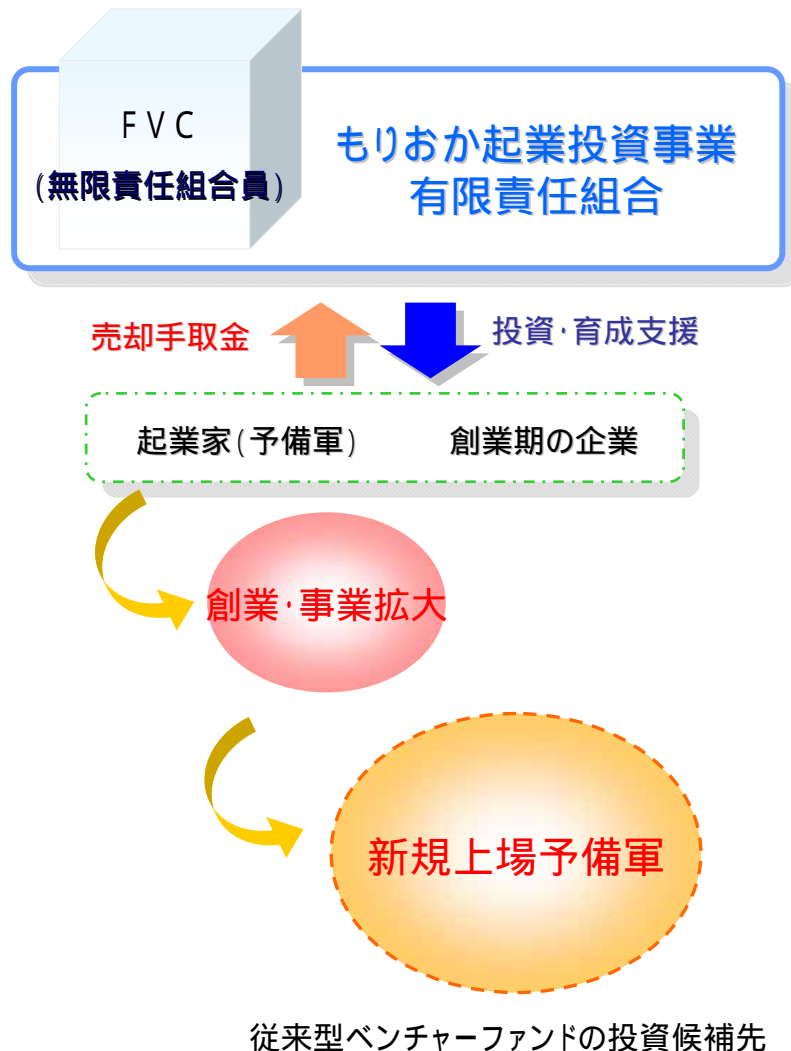 FVC
(無限責任組合員)
もりおか起業投資事業
有限責任組合
売却手取金
投資・育成支援
起業家(予備軍)
創業期の企業
創業・事業拡大
新規上場予備軍
従来型ベンチャーファンドの投資候補先